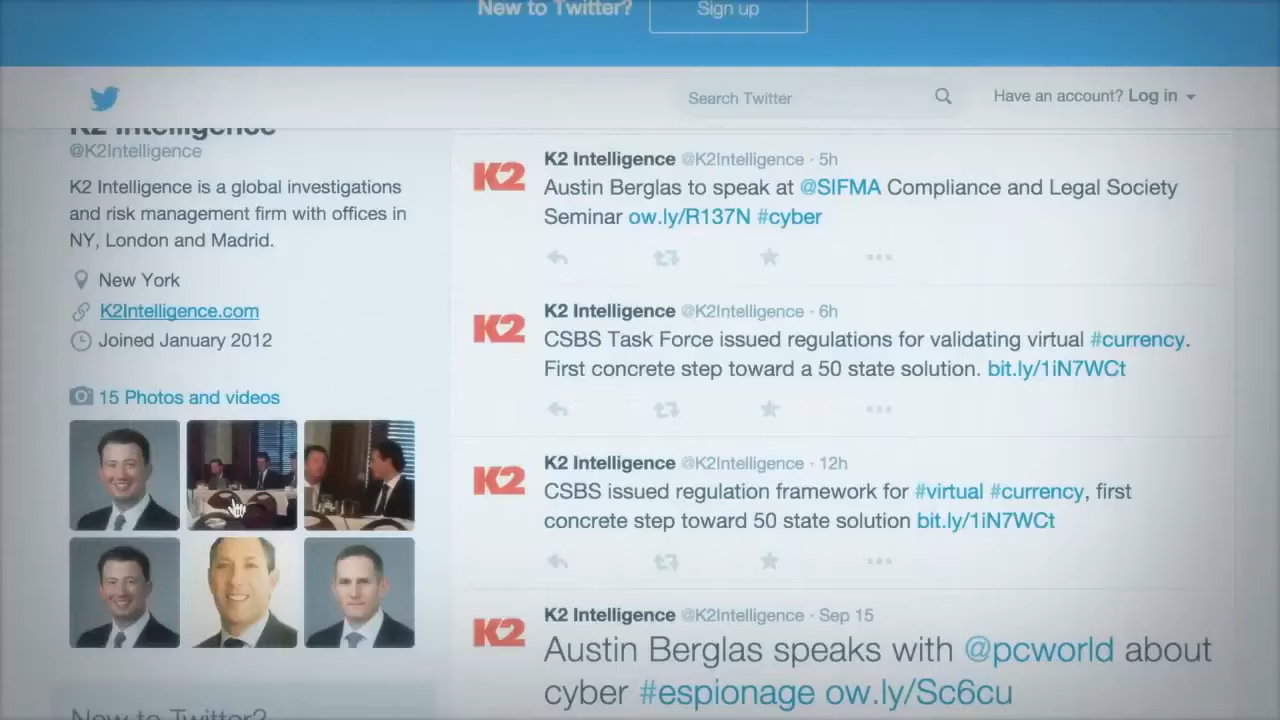 New to Twitter?
Sign up
Search Twitter
Have an account? Log in
K2 Intelligence
@K2Intelligence
K2 Intelligence is a global investigations
and risk management firm with offices in
NY, London and Madrid.
New York
K2Intelligence.com
Joined January 2012
15 Photos and videos
New to Twitter?
K2
K2 Intelligence @K2Intelligence · 5h
Austin Berglas to speak at @SIFMA Compliance and Legal Society
Seminar ow.ly/R137N #cyber
K2
K2 Intelligence @K2Intelligence · 6h
CSBS Task Force issued regulations for validating virtual #currency.
First concrete step toward a 50 state solution. bit.ly/1iN7WCt
K2
K2 Intelligence @K2Intelligence · 12h
CSBS issued regulation framework for #virtual #currency, first
concrete step toward 50 state solution bit.ly/1iN7WCt
K2
K2 Intelligence @K2Intelligence · Sep 15
Austin Berglas speaks with @pcworld about
cyber #espionage ow.ly/Sc6cu